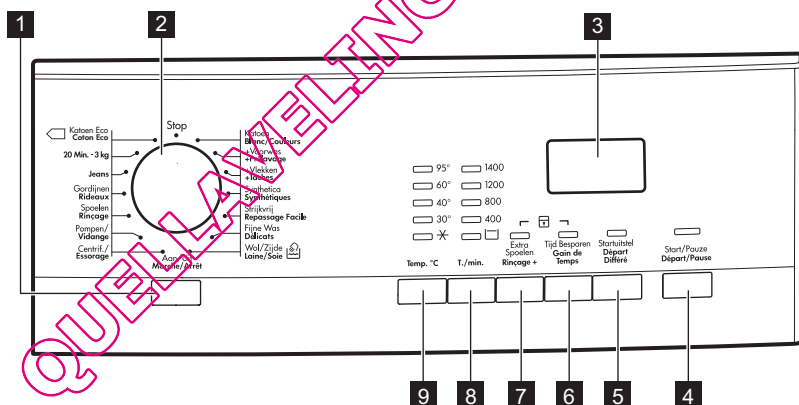 1
2
3
QUELLAVELING
Stop
Katoen Eco
Coton Eco
20 Min. - 3 kg
Jeans
Gordijnen
Rideaux
Spoelen
Rinçage
Pompen/
Vidange
Centrif./
Essorage
Katoen
Blanc/Couleurs
+Voorwas
+Prélavage
+Vlekken
+Taches
Synthetica
Synthétiques
Strijkvrij
Repassage Facile
Fijne Was
Délicats
Wol/Zijde
Laine/Soie
Marche/Arrêt
95° 1400
60° 1200
40° 800
30° 400
Temp. °C
T./min.
Extra
Spoelen
Rinçage +
Tijd Besparen
Gain de
Temps
Startuitstel
Départ
Différé
Start/Pauze
Départ/Pause
9
8
7
6
5
4